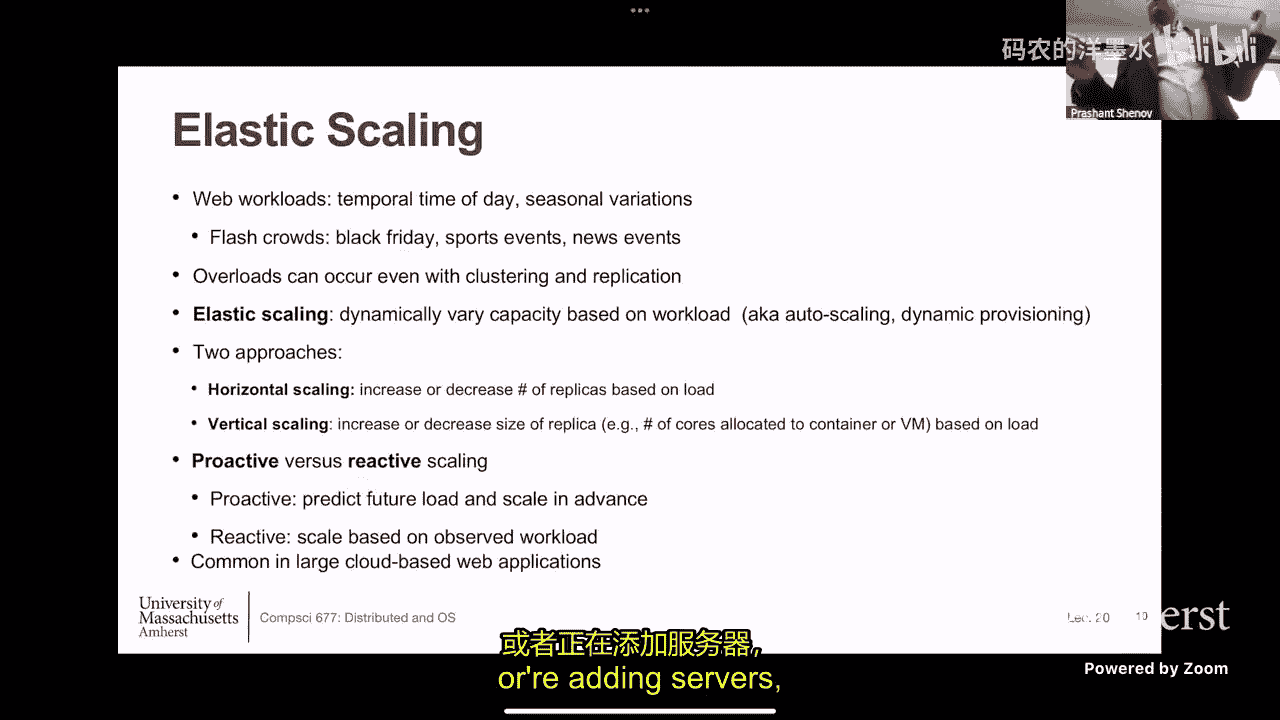 码农的洋墨水 bilibili
Prashant Shenoy
Elastic Scaling
• Web workloads: temporal time of day, seasonal variations
• Flash crowds: black friday, sports events, news events
• Overloads can occur even with clustering and replication
• Elastic scaling: dynamically vary capacity based on workload (aka auto-scaling, dynamic provisioning)
• Two approaches:
• Horizontal scaling: increase or decrease # of replicas based on load
• Vertical scaling: increase or decrease size of replica (e.g., # of cores allocated to container or VM) based on load
• Proactive versus reactive scaling
• Proactive: predict future load and scale in advance
• Reactive: scale based on observed workload
• Common in large cloud-based web applications
University of
Massachusetts
Amherst
Compsci 677: Distributed and OS
Lec. 20
19
erst
或者正在添加服务器,
or're adding servers,
Powered by Zoom